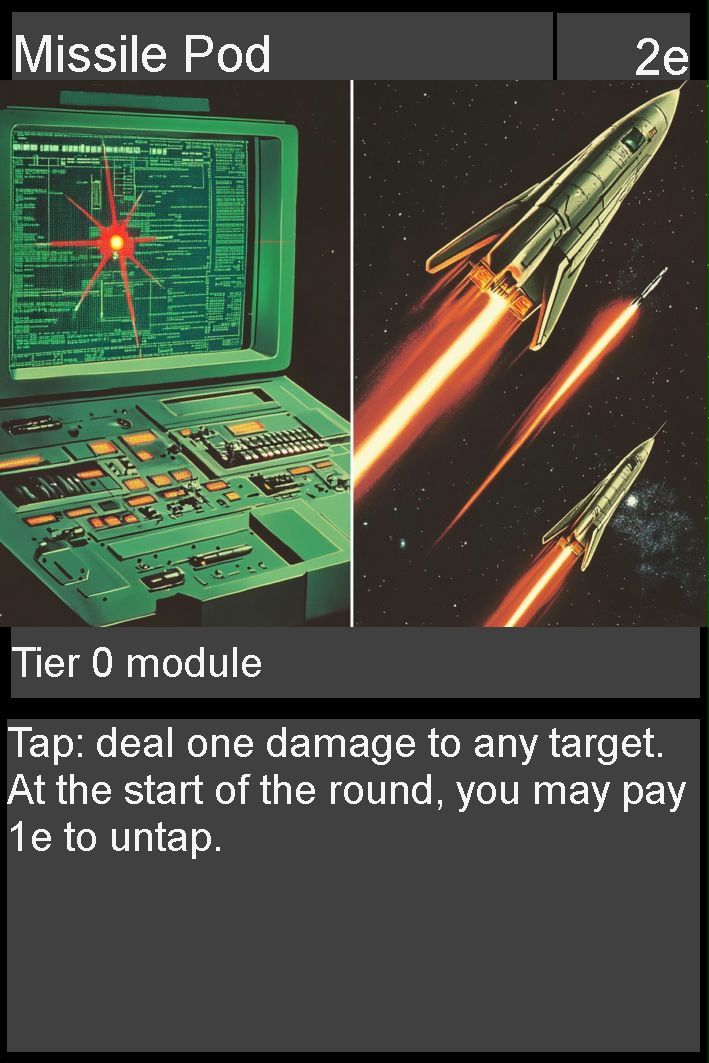 Missile Pod
2e
Tier 0 module
Tap: deal one damage to any target.
At the start of the round, you may pay
1e to untap.